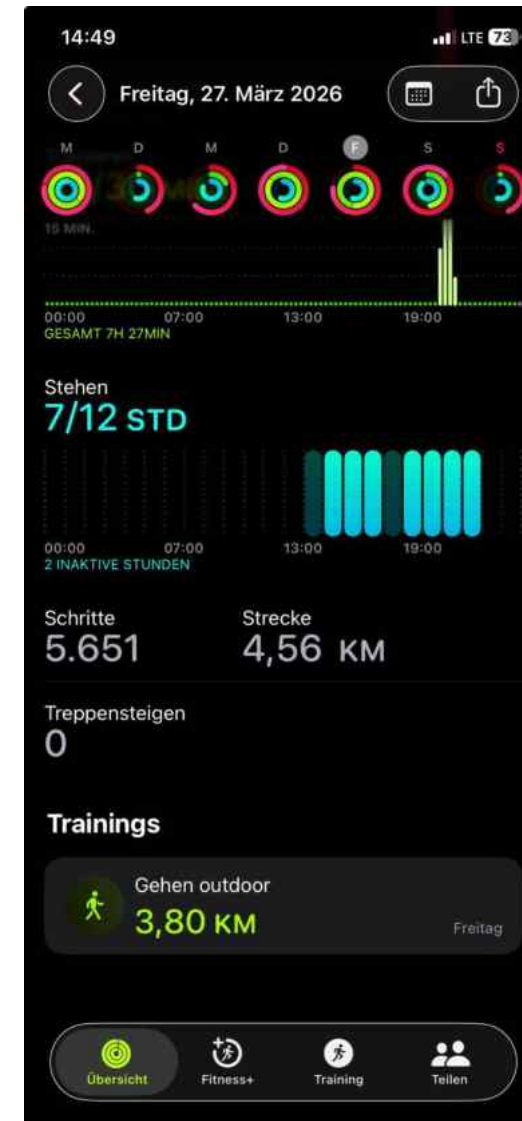 14:49
LTE 73
Freitag, 27. März 2026
M D M D F S S
15 MIN.
00:00 07:00 13:00 19:00
GESAMT 7H 27MIN
Stehen
7/12 STD
00:00 07:00 13:00 19:00
2 INAKTIVE STUNDEN
Schritte Strecke
5.651 4,56 KM
Treppensteigen
0
Trainings
Gehen outdoor
3,80 KM
Freitag
Übersicht Fitness+ Training Teilen